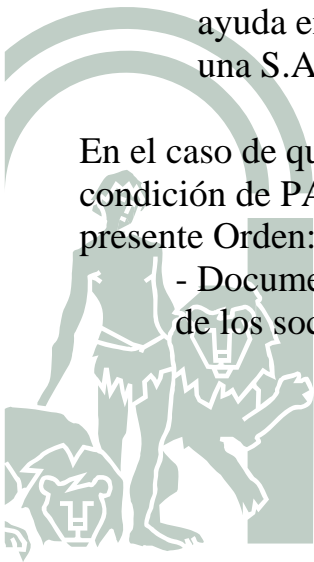 ayuda e
una S.A
En el caso de qu
condición de PA
presente Orden:
- Docume
de los soc